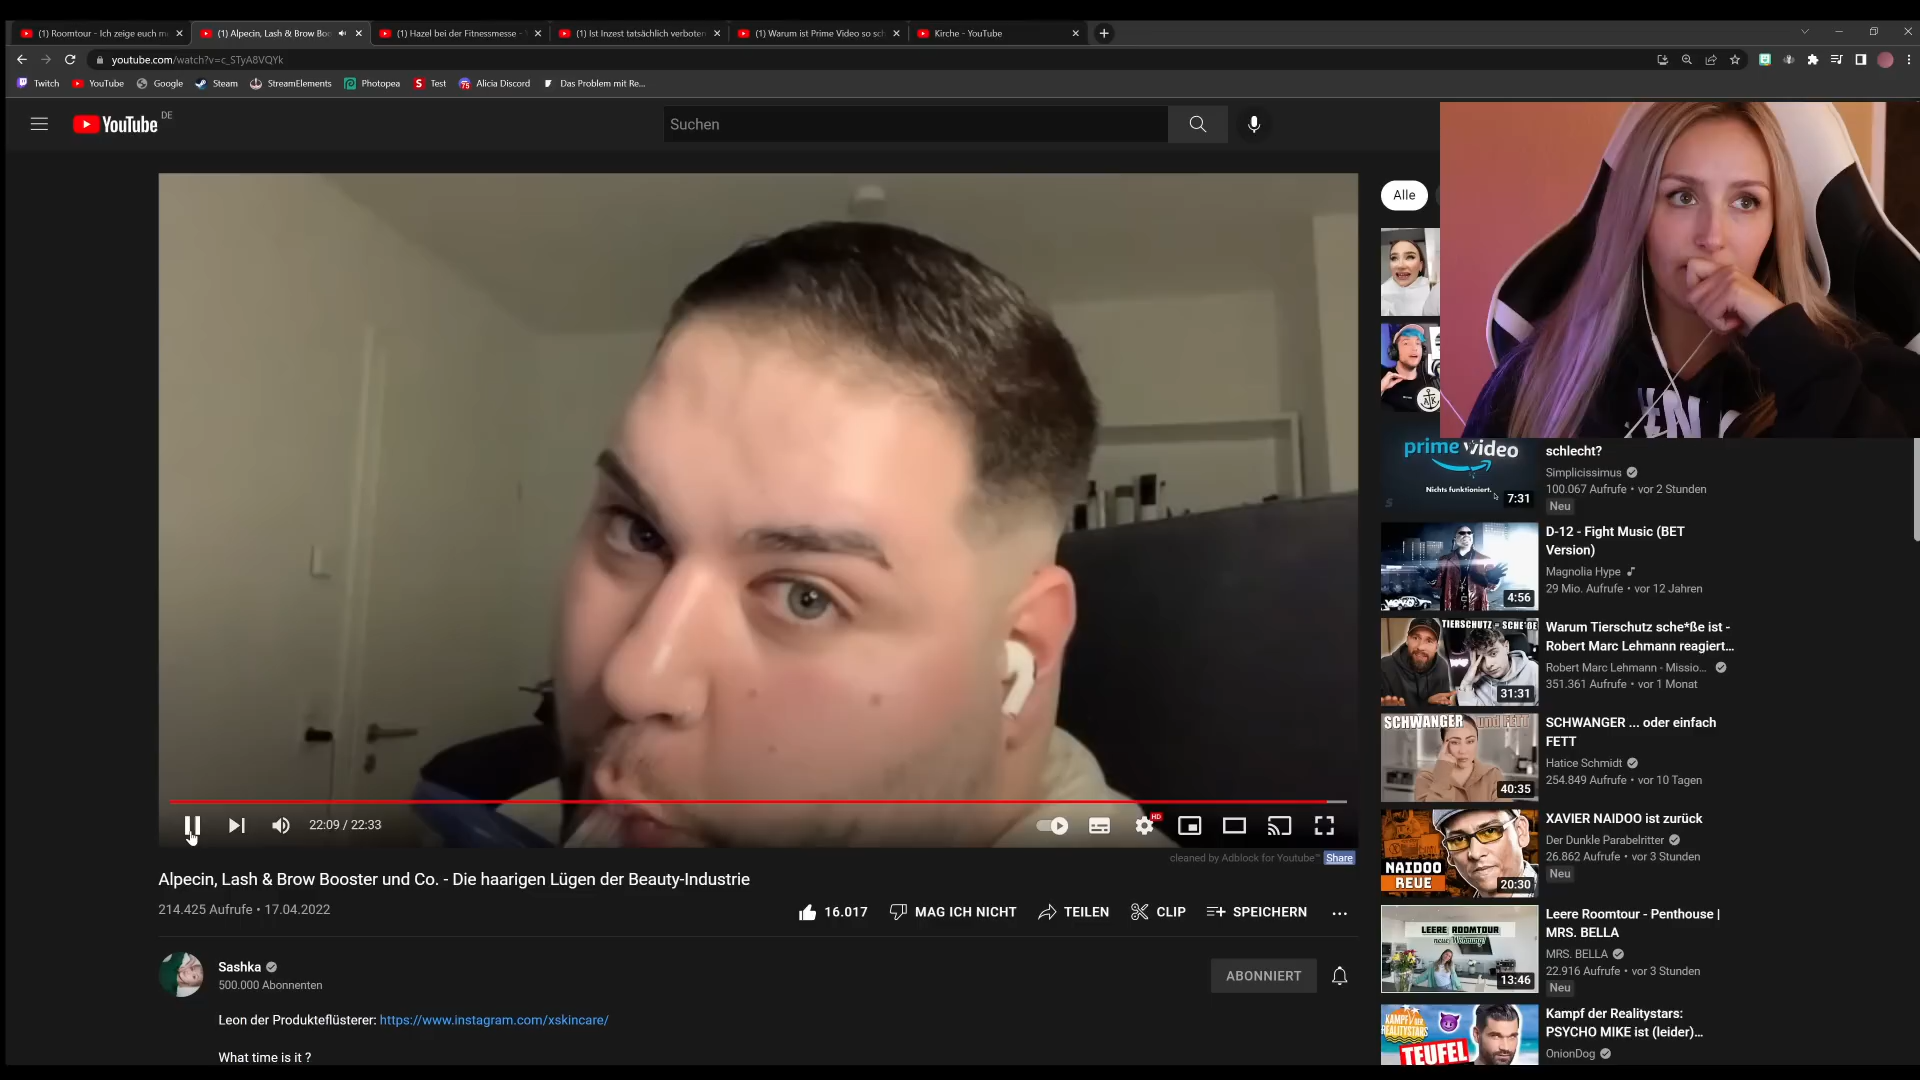 (1) Roomtour - Ich zeige euch m
(1) Alpecin, Lash & Brow Boo
(1) Hazel bei der Fitnessmesse -
(1) Ist Inzest tatsächlich verboten
(1) Warum ist Prime Video so sch
Kirche - YouTube
youtube.com/watch?v=c_STyA8VQYk
Twitch
YouTube
Google
Steam
StreamElements
Photopea
Test
Alicia Discord
Das Problem mit Re...
YouTube DE
Suchen
Alle
prime video
Nichts funktioniert.
7:31
schlecht?
Simplicissimus
100.067 Aufrufe • vor 2 Stunden
Neu
4:56
D-12 - Fight Music (BET
Version)
Magnolia Hype
29 Mio. Aufrufe • vor 12 Jahren
TIERSCHUTZ = SCHE*ßE
31:31
Warum Tierschutz sche*ße ist -
Robert Marc Lehmann reagiert...
Robert Marc Lehmann - Missio...
351.361 Aufrufe • vor 1 Monat
SCHWANGER und FETT
40:35
SCHWANGER ... oder einfach
FETT
Hatice Schmidt
254.849 Aufrufe • vor 10 Tagen
NAIDOO
REUE
20:30
XAVIER NAIDOO ist zurück
Der Dunkle Parabelritter
26.862 Aufrufe • vor 3 Stunden
Neu
LEERE ROOMTOUR
neue Wohnung!
13:46
Leere Roomtour - Penthouse |
MRS. BELLA
MRS. BELLA
22.916 Aufrufe • vor 3 Stunden
Neu
KAMPF DER
REALITYSTARS
TEUFEL
Kampf der Realitystars:
PSYCHO MIKE ist (leider)...
OnionDog
22:09 / 22:33
HD
cleaned by Adblock for Youtube™ Share
Alpecin, Lash & Brow Booster und Co. - Die haarigen Lügen der Beauty-Industrie
214.425 Aufrufe • 17.04.2022
16.017
MAG ICH NICHT
TEILEN
CLIP
SPEICHERN
Sashka
500.000 Abonnenten
ABONNIERT
Leon der Produkteflüsterer: https://www.instagram.com/xskincare/
What time is it ?